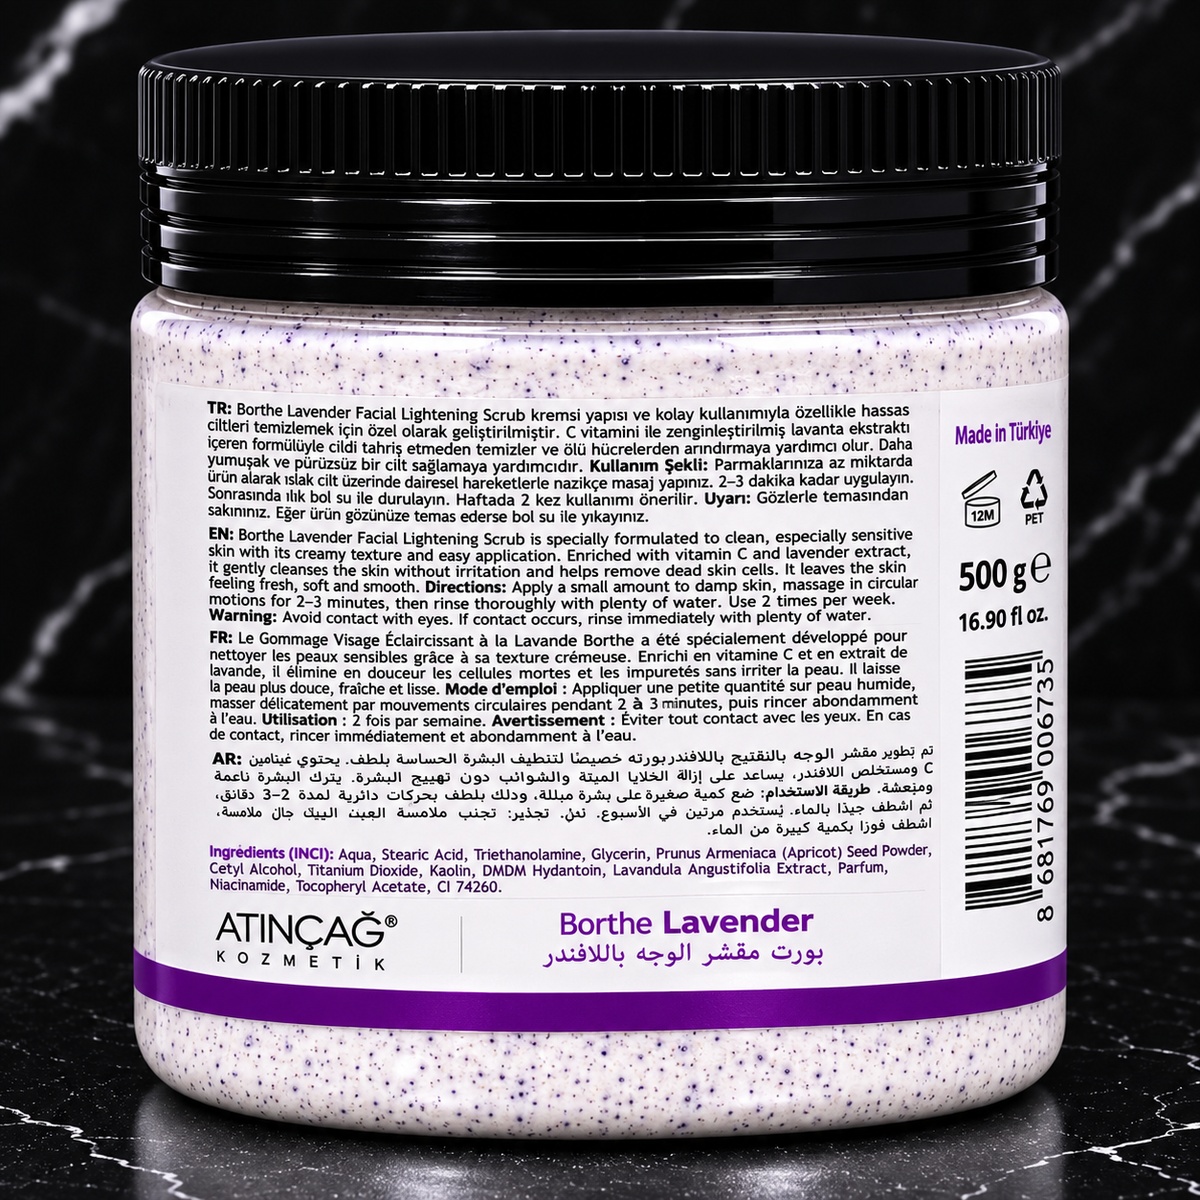 TR: Borthe Lavender Facial Lightening Scrub kremsi yapısı ve kolay kullanımıyla özellikle hassas
ciltleri temizlemek için özel olarak geliştirilmiştir. C vitamini ile zenginleştirilmiş lavanta ekstraktı
içeren formülüyle cildi tahriş etmeden temizler ve ölü hücrelerden arındırmaya yardımcı olur. Daha
yumuşak ve pürüzsüz bir cilt sağlamaya yardımcıdır. Kullanım Şekli: Parmaklarınıza az miktarda
ürün alarak ıslak cilt üzerinde dairesel hareketlerle nazikçe masaj yapınız. 2–3 dakika kadar uygulayın.
Sonrasında ılık bol su ile durulayın. Haftada 2 kez kullanımı önerilir. Uyarı: Gözlerle temasından
sakınınız. Eğer ürün gözünüze temas ederse bol su ile yıkayınız.
EN: Borthe Lavender Facial Lightening Scrub is specially formulated to clean, especially sensitive
skin with its creamy texture and easy application. Enriched with vitamin C and lavender extract,
it gently cleanses the skin without irritation and helps remove dead skin cells. It leaves the skin
feeling fresh, soft and smooth. Directions: Apply a small amount to damp skin, massage in circular
motions for 2–3 minutes, then rinse thoroughly with plenty of water. Use 2 times per week.
Warning: Avoid contact with eyes. If contact occurs, rinse immediately with plenty of water.
FR: Le Gommage Visage Éclaircissant à la Lavande Borthe a été spécialement développé pour
nettoyer les peaux sensibles grâce à sa texture crémeuse. Enrichi en vitamine C et en extrait de
lavande, il élimine en douceur les cellules mortes et les impuretés sans irriter la peau. Il laisse
la peau plus douce, fraîche et lisse. Mode d'emploi : Appliquer une petite quantité sur peau humide,
masser délicatement par mouvements circulaires pendant 2 à 3 minutes, puis rincer abondamment
à l'eau. Utilisation : 2 fois par semaine. Avertissement : Éviter tout contact avec les yeux. En cas
de contact, rincer immédiatement et abondamment à l'eau.
AR: تم تطوير مقشر الوجه بالنقتيج باللافندر بورته خصيصًا لتنطيف البشرة الحساسة بلطف. يحتوي غينامين
C ومستخلص اللافندر، يساعد على إزالة الخلايا الميتة والشوائب دون تهييج البشرة. يترك البشرة ناعمة
ومنعشة. طريقة الاستخدام: ضع كمية صغيرة على بشرة مبللة، ودلك بلطف بحركات دائرية لمدة 2–3 دقائق،
ثم اشطف جيدًا بالماء. يُستخدم مرتين في الأسبوع. تجذير: تجنب ملامسة
اشطف فورًا بكمية كبيرة من الماء.
Ingrédients (INCI): Aqua, Stearic Acid, Triethanolamine, Glycerin, Prunus Armeniaca (Apricot) Seed Powder,
Cetyl Alcohol, Titanium Dioxide, Kaolin, DMDM Hydantoin, Lavandula Angustifolia Extract, Parfum,
Niacinamide, Tocopheryl Acetate, CI 74260.
ATINÇAĞ®
KOZMETİK
Borthe Lavender
بورت مقشر الوجه باللافندر
Made in Türkiye
12M
PET
500 g ℮
16.90 fl oz.
8 681769 006735